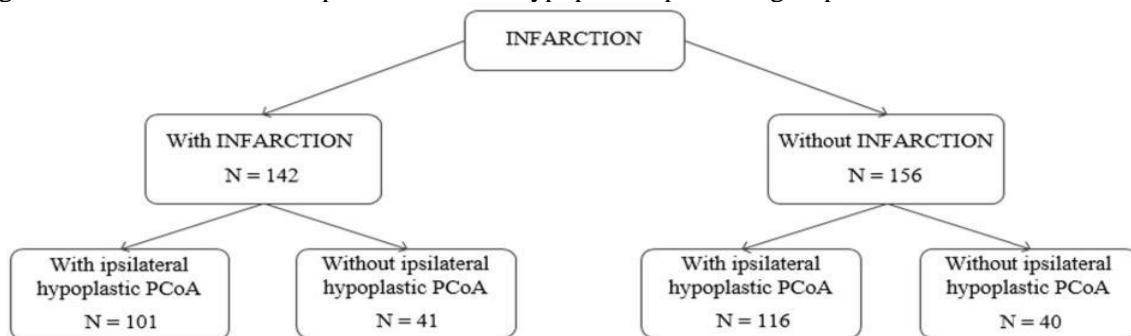 INFARCTION
With INFARCTION
N = 142
Without INFARCTION
N = 156
With ipsilateral
hypoplastic PCoA
N = 101
Without ipsilateral
hypoplastic PCoA
N = 41
With ipsilateral
hypoplastic PCoA
N = 116
Without ipsilateral
hypoplastic PCoA
N = 40